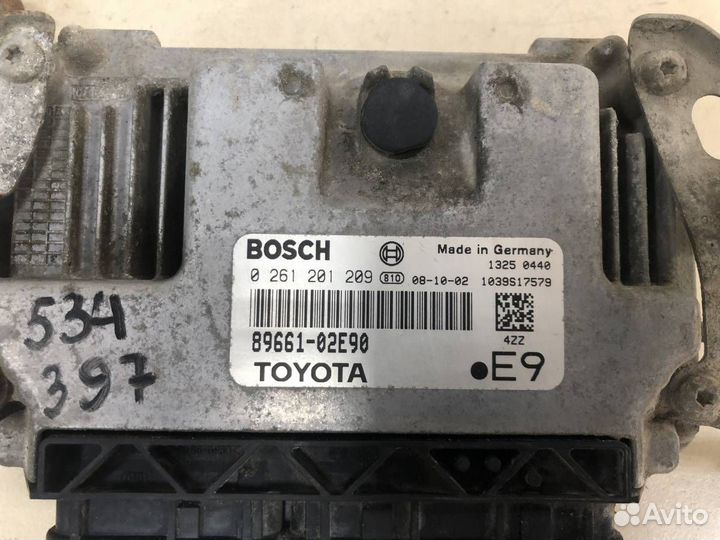 BOSCH
Made in Germany
1325 0440
0 261 201 209 B10 08-10-02 1039S17579
89661-02E90
4ZZ
TOYOTA
•E9
534
397
Avito